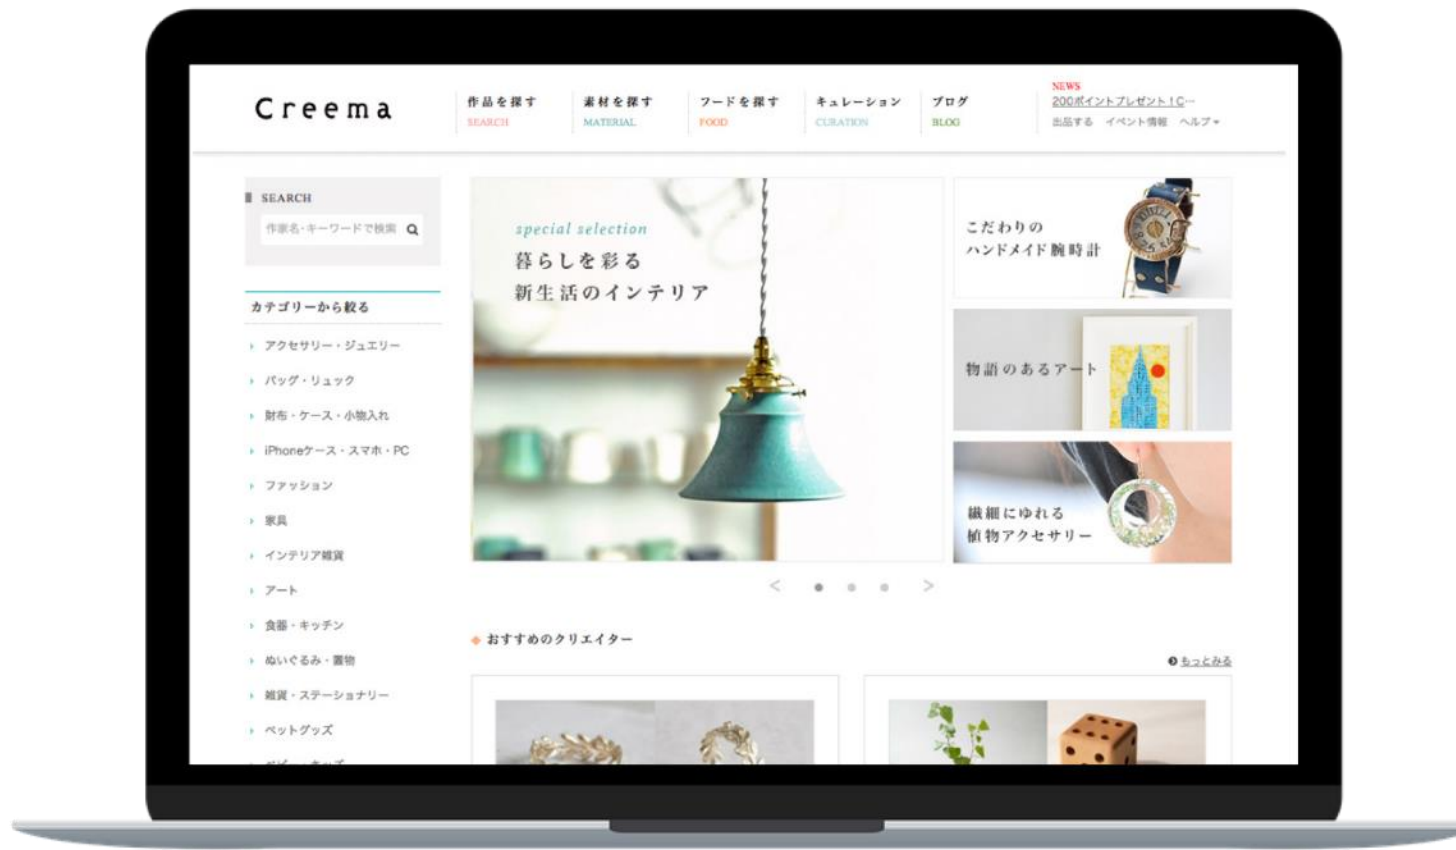 Creema
作品を探す
SEARCH
素材を探す
MATERIAL
フードを探す
FOOD
キュレーション
CURATION
ブログ
BLOG
NEWS
200ポイントプレゼント！C…
出品する イベント情報 ヘルプ
SEARCH
作家名・キーワードで検索
カテゴリーから絞る
アクセサリー・ジュエリー
バッグ・リュック
財布・ケース・小物入れ
iPhoneケース・スマホ・PC
ファッション
家具
インテリア雑貨
アート
食器・キッチン
ぬいぐるみ・置物
雑貨・ステーショナリー
ペットグッズ
special selection
暮らしを彩る
新生活のインテリア
こだわりの
ハンドメイド腕時計
物語のあるアート
繊細にゆれる
植物アクセサリー
おすすめのクリエイター
もっとみる